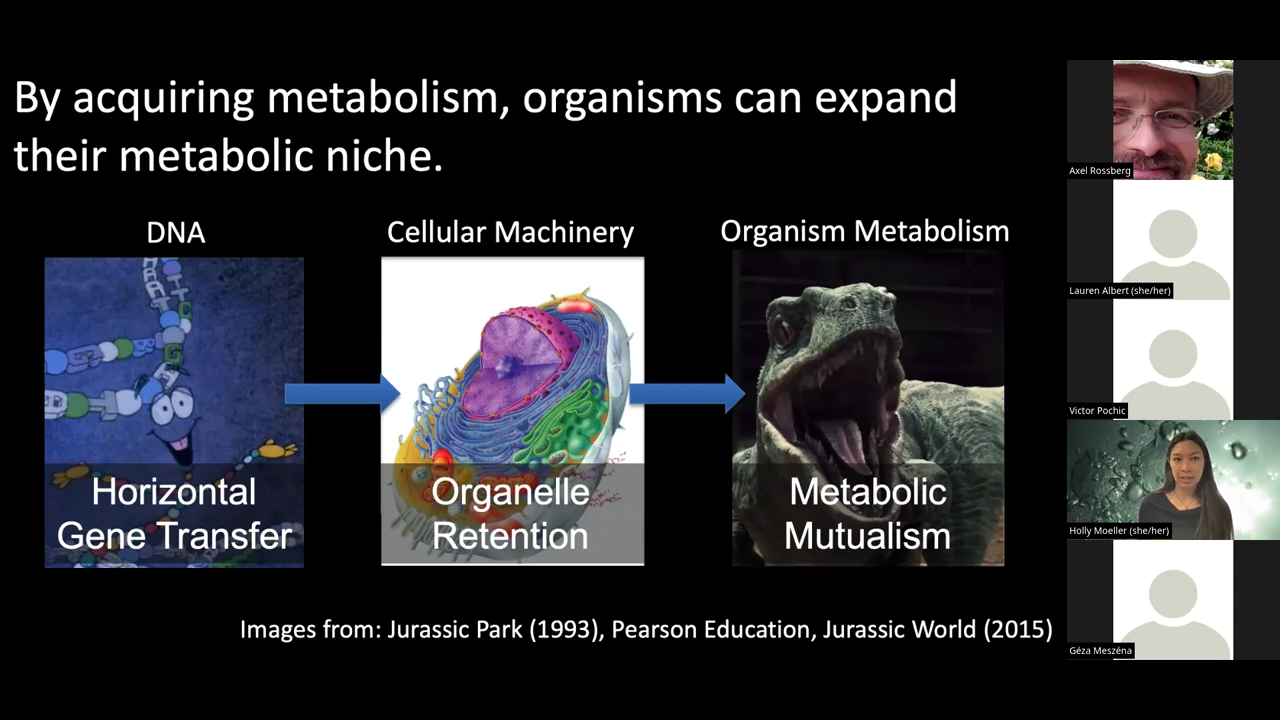 By acquiring metabolism, organisms can expand
their metabolic niche.
DNA
Cellular Machinery
Organism Metabolism
Horizontal
Gene Transfer
Organelle
Retention
Metabolic
Mutualism
Images from: Jurassic Park (1993), Pearson Education, Jurassic World (2015)
Axel Rossberg
Lauren Albert (she/her)
Victor Pochic
Holly Moeller (she/her)
Géza Meszéna